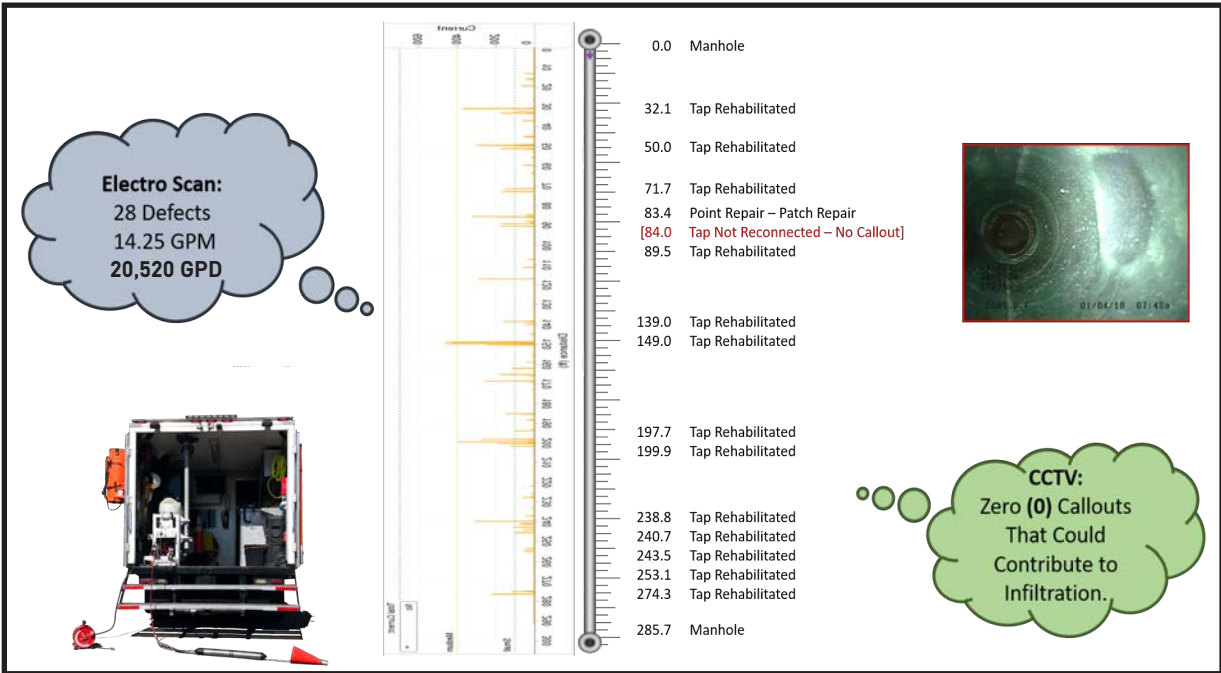 Electro Scan:
28 Defects
14.25 GPM
20,520 GPD
Current
600
400
200
0
0.0 Manhole
32.1 Tap Rehabilitated
50.0 Tap Rehabilitated
71.7 Tap Rehabilitated
83.4 Point Repair – Patch Repair
[84.0 Tap Not Reconnected – No Callout]
89.5 Tap Rehabilitated
139.0 Tap Rehabilitated
149.0 Tap Rehabilitated
197.7 Tap Rehabilitated
199.9 Tap Rehabilitated
238.8 Tap Rehabilitated
240.7 Tap Rehabilitated
243.5 Tap Rehabilitated
253.1 Tap Rehabilitated
274.3 Tap Rehabilitated
285.7 Manhole
01/04/18 07:48a
CCTV:
Zero (0) Callouts
That Could
Contribute to
Infiltration.